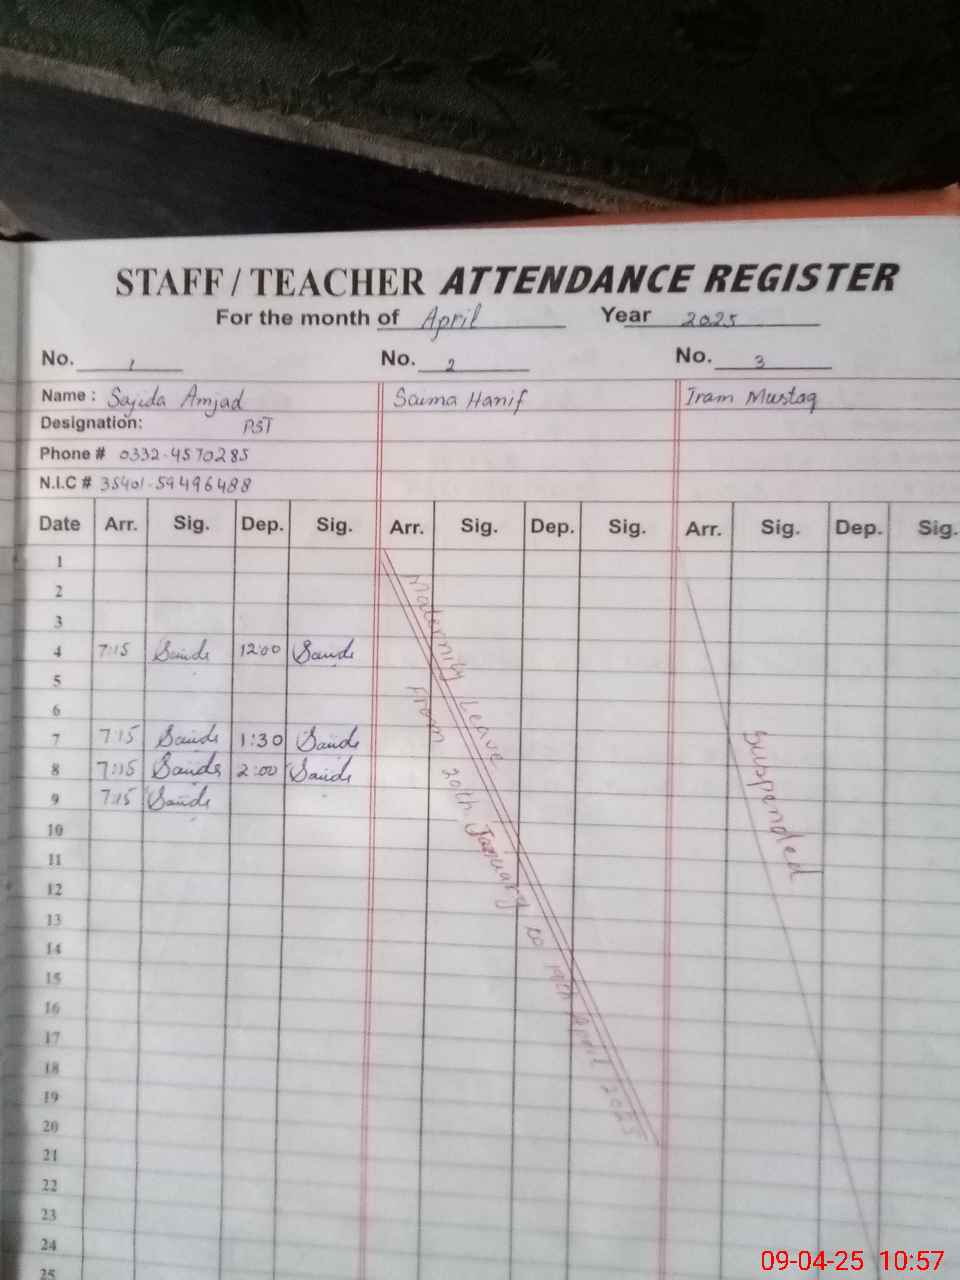 STAFF / TEACHER ATTENDANCE REGISTER
For the month of April Year 2025
No. 1 No. 2 No. 3
Name : Sajida Amjad Saima Hanif Iram Mustaq
Designation: PST
Phone # 0332-4570285
N.I.C # 35401-59496488
Date Arr. Sig. Dep. Sig. Arr. Sig. Dep. Sig. Arr. Sig. Dep. Sig.
1
2
3
4 7:15 12:00
5
6
7 7:15 1:30
8 7:15 2:00
9 7:15
10
11
12
13
14
15
16
17
18
19
20
21
22
23
24
25
Maternity Leave
From 20th January to 19th April 2025
Suspended
09-04-25 10:57